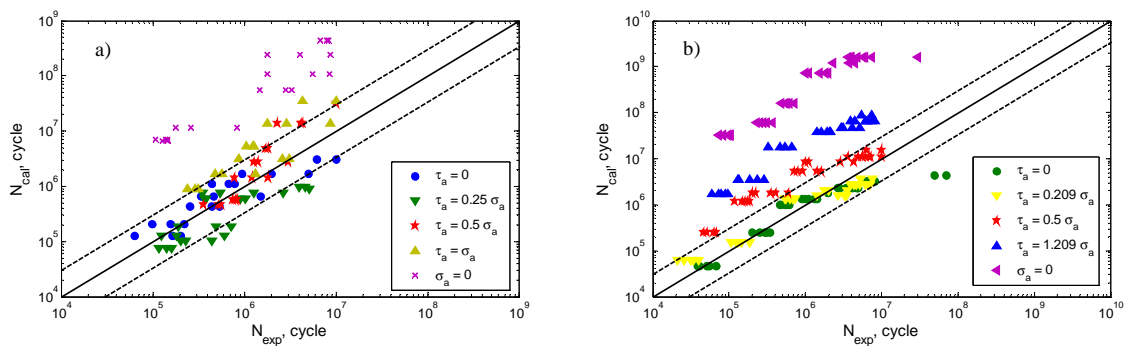 a)
10^9
10^8
10^7
10^6
10^5
10^4
N_cal, cycle
10^4 10^5 10^6 10^7 10^8 10^9
N_exp, cycle
τ_a = 0
τ_a = 0.25 σ_a
τ_a = 0.5 σ_a
τ_a = σ_a
σ_a = 0
b)
10^10
10^9
10^8
10^7
10^6
10^5
10^4
N_cal, cycle
10^4 10^5 10^6 10^7 10^8 10^9 10^10
N_exp, cycle
τ_a = 0
τ_a = 0.209 σ_a
τ_a = 0.5 σ_a
τ_a = 1.209σ_a
σ_a = 0